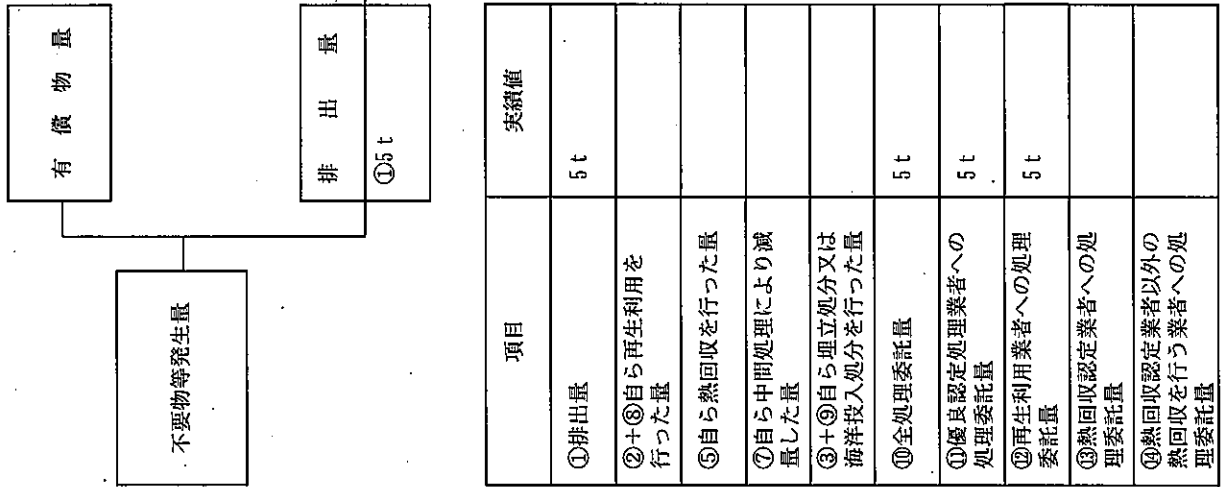 不要物等発生量
有償物量
排出量
①5ｔ
項目
実績値
①排出量
5ｔ
②+⑧自ら再生利用を
行った量
⑤自ら熱回収を行った量
⑦自ら中間処理により減
量した量
③+⑨自ら埋立処分又は
海洋投入処分を行った量
⑩全処理委託量
5ｔ
⑪優良認定処理業者への
処理委託量
5ｔ
⑫再生利用業者への処理
委託量
5ｔ
⑬熱回収認定業者への処
理委託量
⑭熱回収認定業者以外の
熱回収を行う業者への処
理委託量